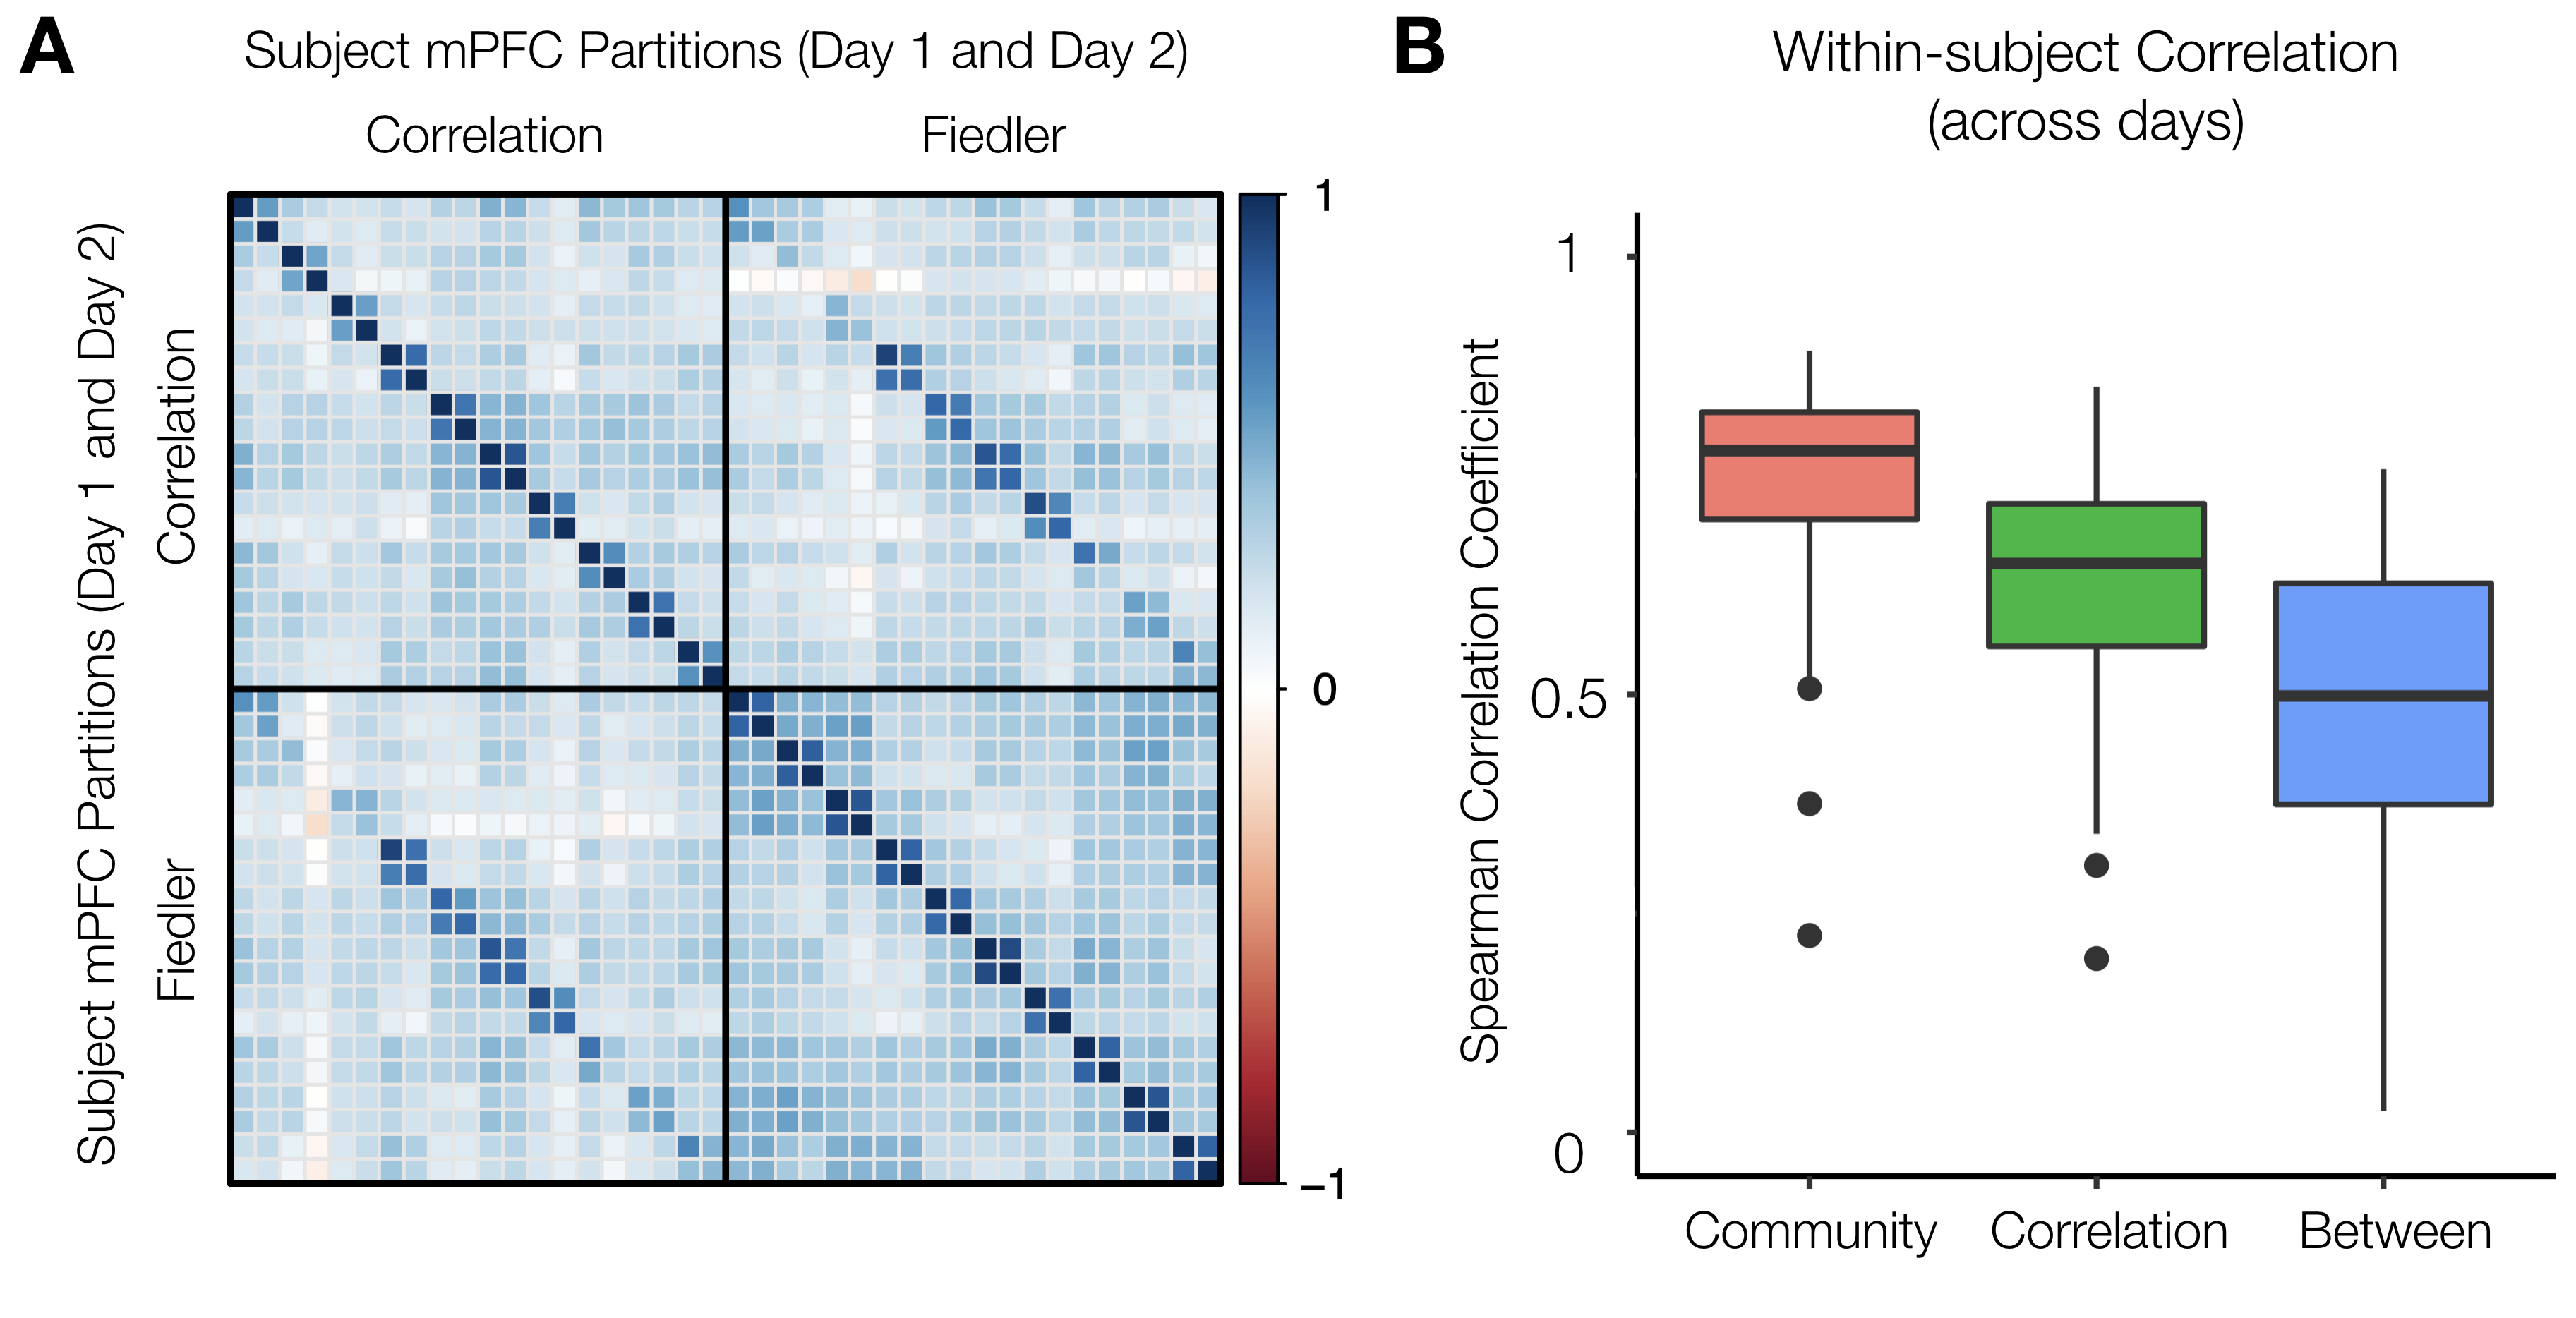 A
Subject mPFC Partitions (Day 1 and Day 2)
Correlation
Fiedler
Subject mPFC Partitions (Day 1 and Day 2)
Correlation
Fiedler
1
0
−1
B
Within-subject Correlation
(across days)
Spearman Correlation Coefficient
1
0.5
0
Community
Correlation
Between